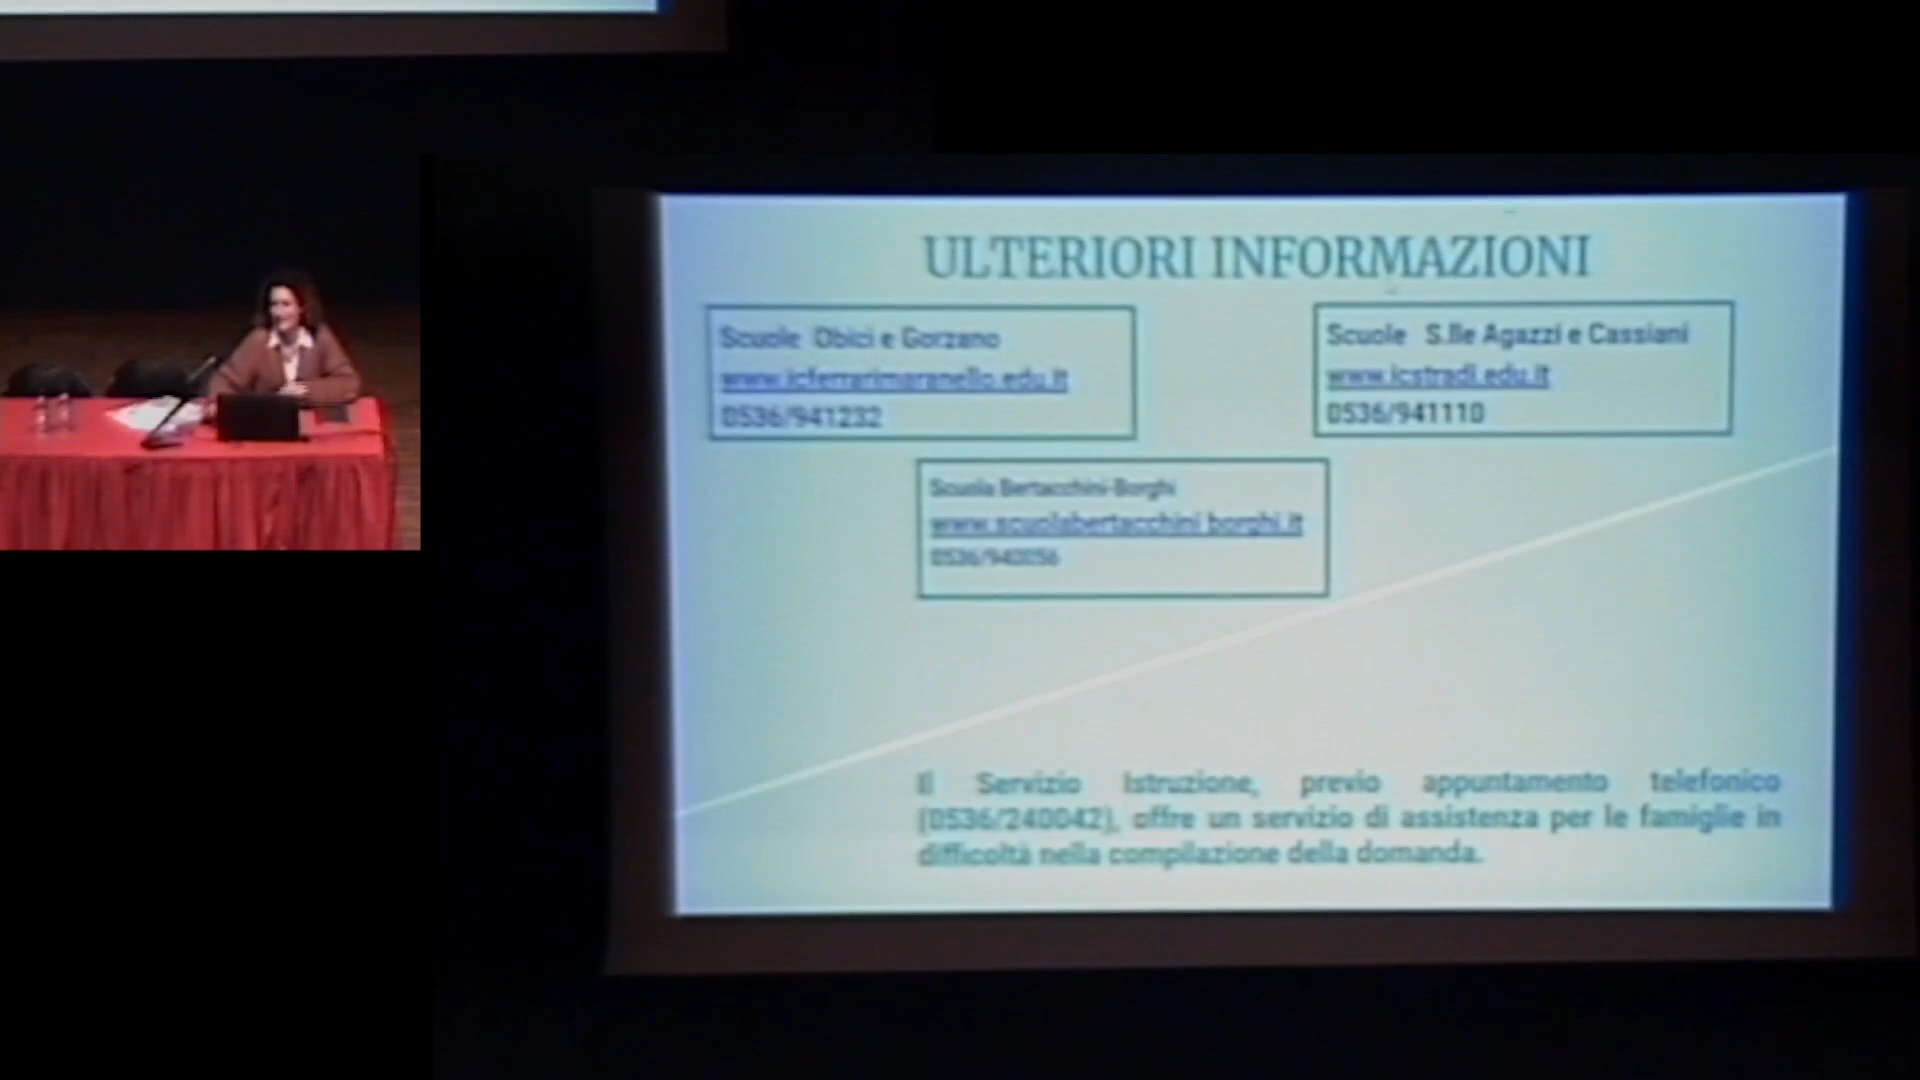 ULTERIORI INFORMAZIONI
Scuole Obici e Gorzano
www.icferrarimaranello.edu.it
0536/941232
Scuole S.lle Agazzi e Cassiani
www.icstradi.edu.it
0536/941110
Scuola Bertacchini-Borghi
www.scuolabertacchini borghi.it
0536/940056
Il Servizio Istruzione, previo appuntamento telefonico
(0536/240042), offre un servizio di assistenza per le famiglie in
difficoltà nella compilazione della domanda.